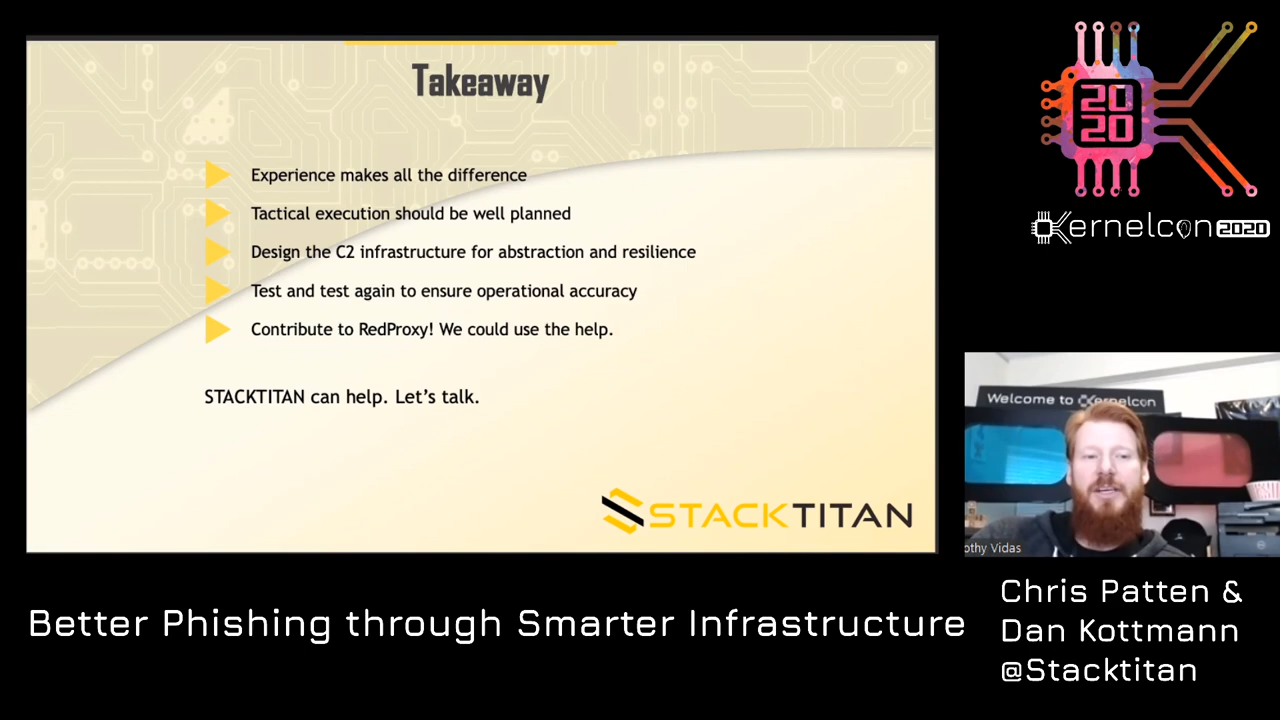 Takeaway
Experience makes all the difference
Tactical execution should be well planned
Design the C2 infrastructure for abstraction and resilience
Test and test again to ensure operational accuracy
Contribute to RedProxy! We could use the help.
STACKTITAN can help. Let's talk.
STACKTITAN
20
20
Kernelcon 2020
Welcome to Kernelcon
othy Vidas
Better Phishing through Smarter Infrastructure
Chris Patten &
Dan Kottmann
@Stacktitan